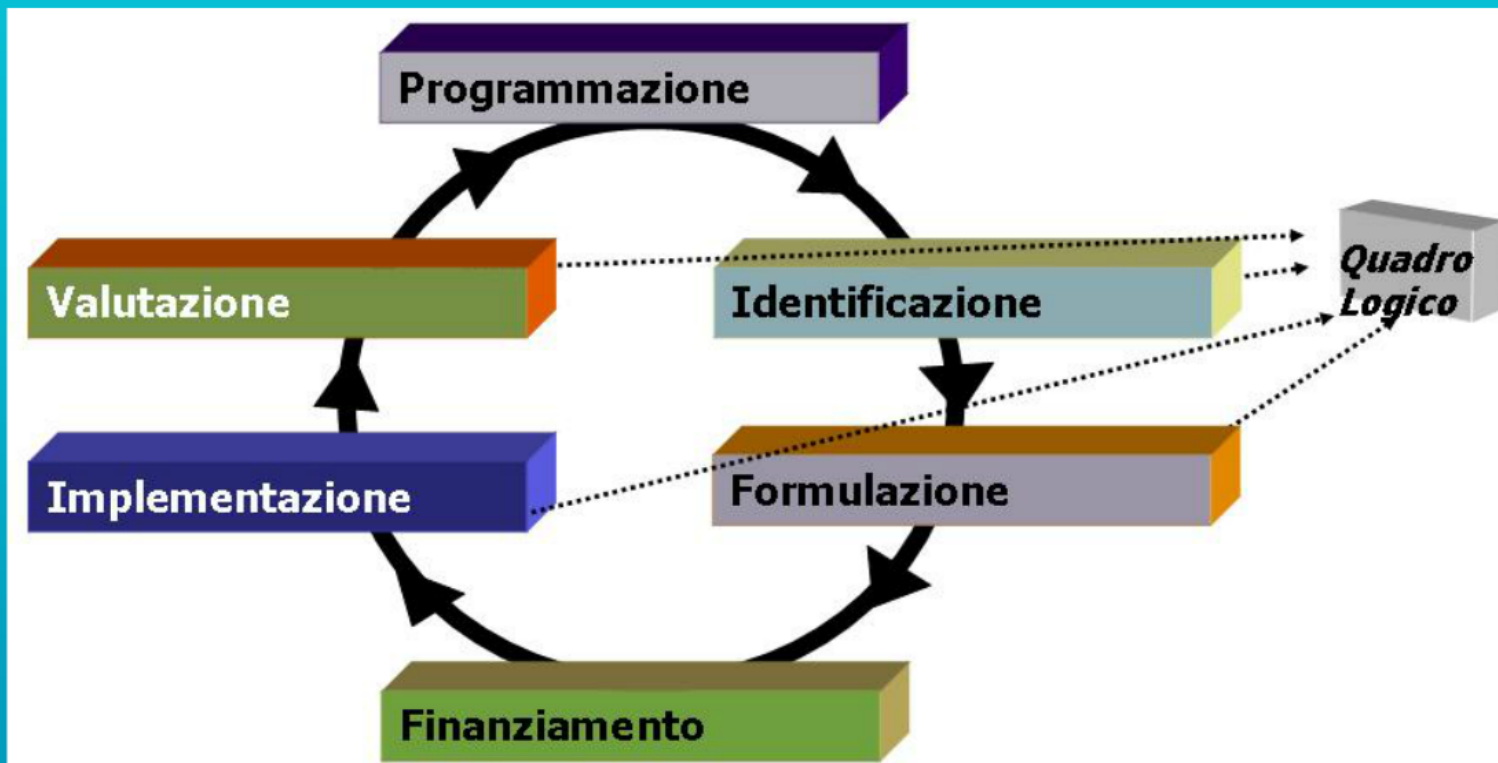 Programmazione
Valutazione
Identificazione
Quadro
Logico
Implementazione
Formulazione
Finanziamento